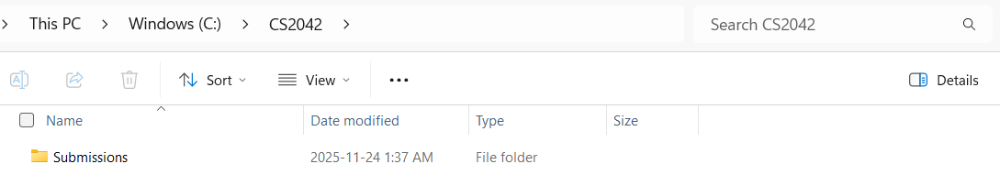 This PC > Windows (C:) > CS2042 >
Search CS2042
Sort
View
Details
Name Date modified Type Size
Submissions 2025-11-24 1:37 AM File folder